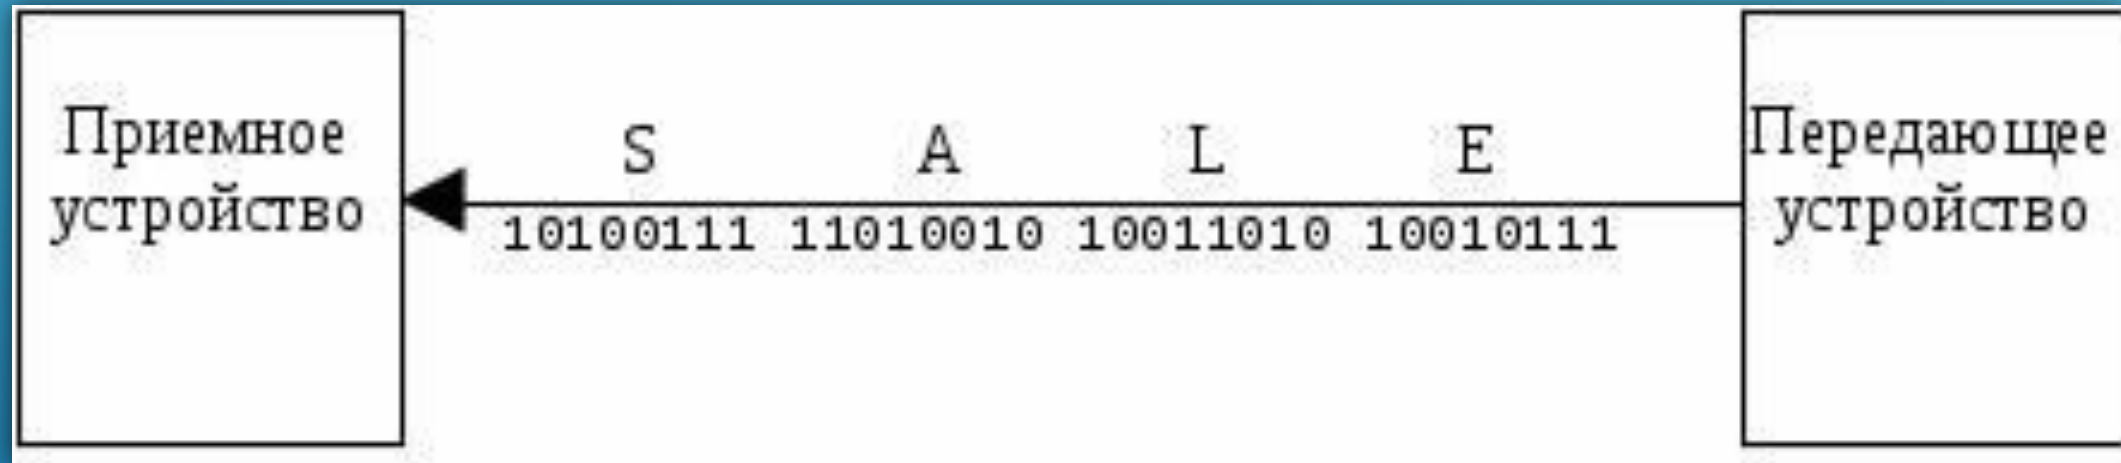 Приемное
устройство
S A L E
10100111 11010010 10011010 10010111
Передающее
устройство